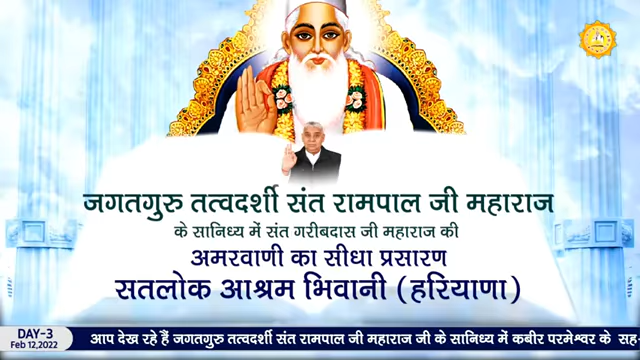 जगतगुरु तत्वदर्शी संत रामपाल जी महाराज
के सानिध्य में संत गरीबदास जी महाराज की
अमरवाणी का सीधा प्रसारण
सतलोक आश्रम भिवानी (हरियाणा)
DAY-3
Feb 12,2022
आप देख रहे हैं जगतगुरु तत्वदर्शी संत रामपाल जी महाराज जी के सानिध्य में कबीर परमेश्वर के